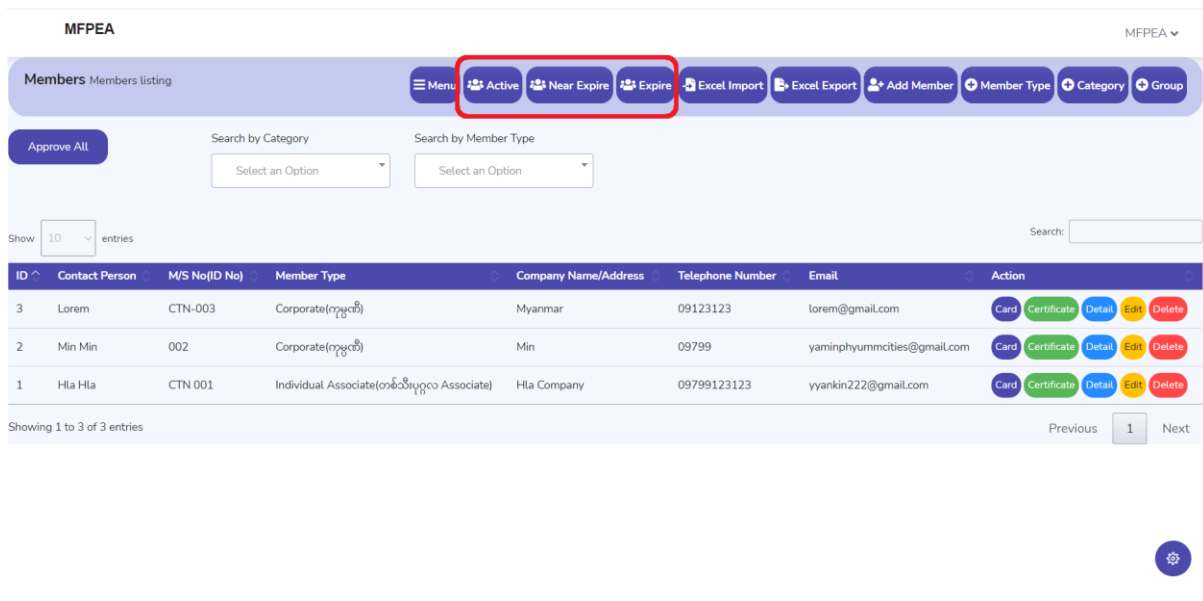 MFPEA
MFPEA
Members Members listing
Menu Active Near Expire Expire Excel Import Excel Export Add Member Member Type Category Group
Approve All
Search by Category Search by Member Type
Select an Option Select an Option
Show 10 entries Search:
ID Contact Person M/S No(ID No) Member Type Company Name/Address Telephone Number Email Action
3 Lorem CTN-003 Corporate(ကုမ္ပဏီ) Myanmar 09123123 lorem@gmail.com Card Certificate Detail Edit Delete
2 Min Min 002 Corporate(ကုမ္ပဏီ) Min 09799 yaminphyummcities@gmail.com Card Certificate Detail Edit Delete
1 Hla Hla CTN 001 Individual Associate(တစ်သီးပုဂ္ဂလ Associate) Hla Company 09799123123 yyankin222@gmail.com Card Certificate Detail Edit Delete
Showing 1 to 3 of 3 entries Previous 1 Next